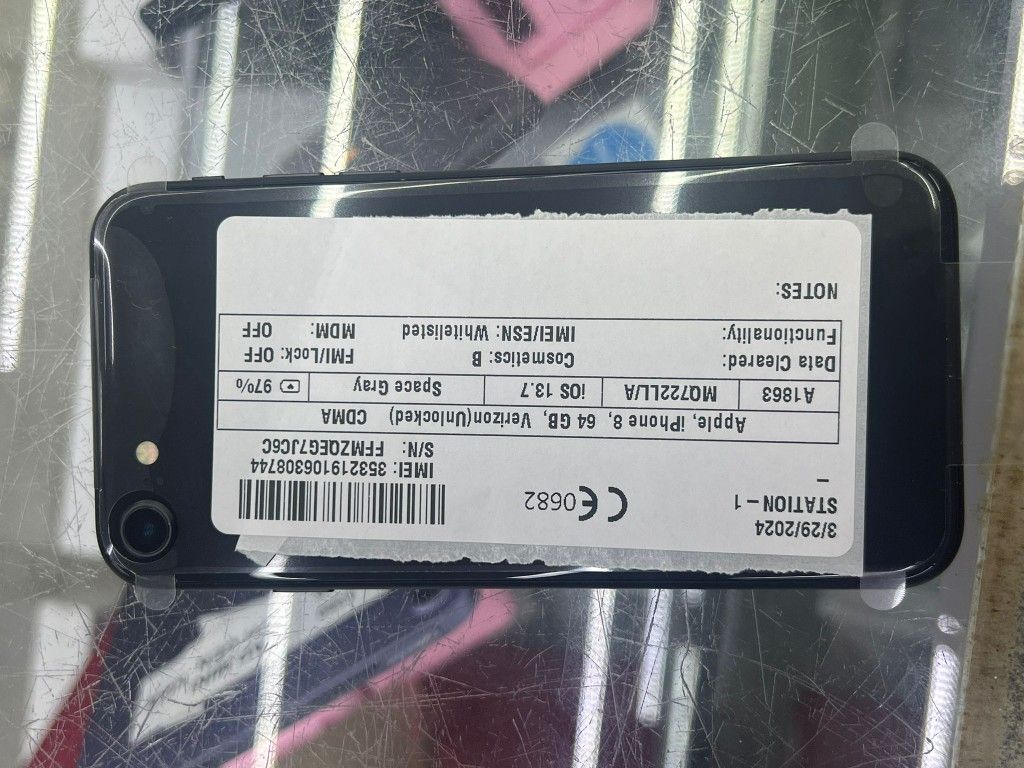 3/29/2024
STATION-1
CE 0682
–
IMEI: 353219106308744
S/N: FFMZQEG7JC6C
Apple, iPhone 8, 64 GB, Verizon(Unlocked) CDMA
A1863 MQ722LL/A iOS 13.7 Space Gray 97%
Data Cleared: Cosmetics: B FMI/Lock: OFF
Functionality: IMEI/ESN: Whitelisted MDM: OFF
NOTES: